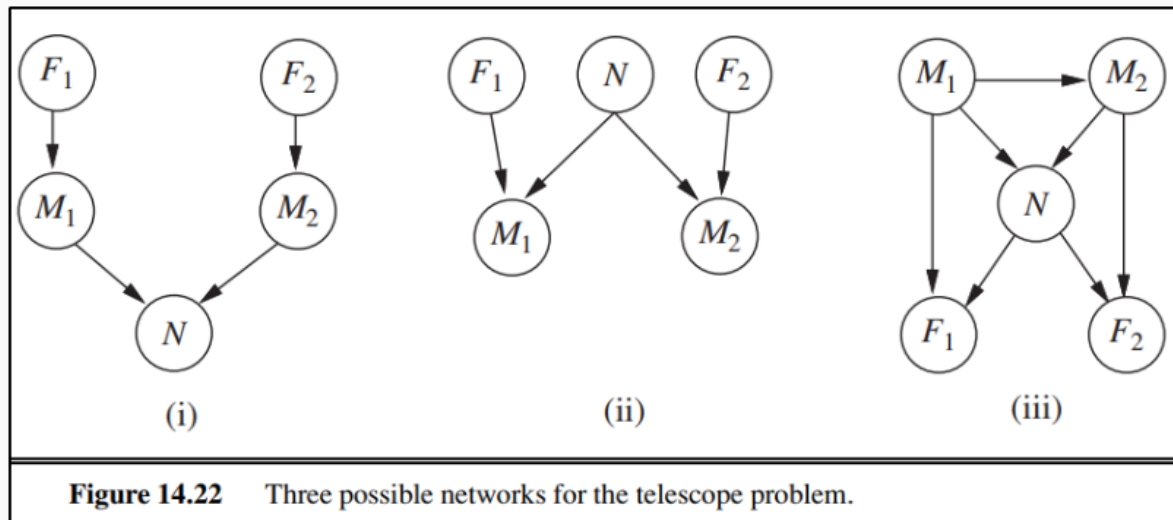 F1 F2 F1 N F2 M1 M2
M1 M2 M1 M2 N
N F1 F2
(i) (ii) (iii)
Figure 14.22 Three possible networks for the telescope problem.